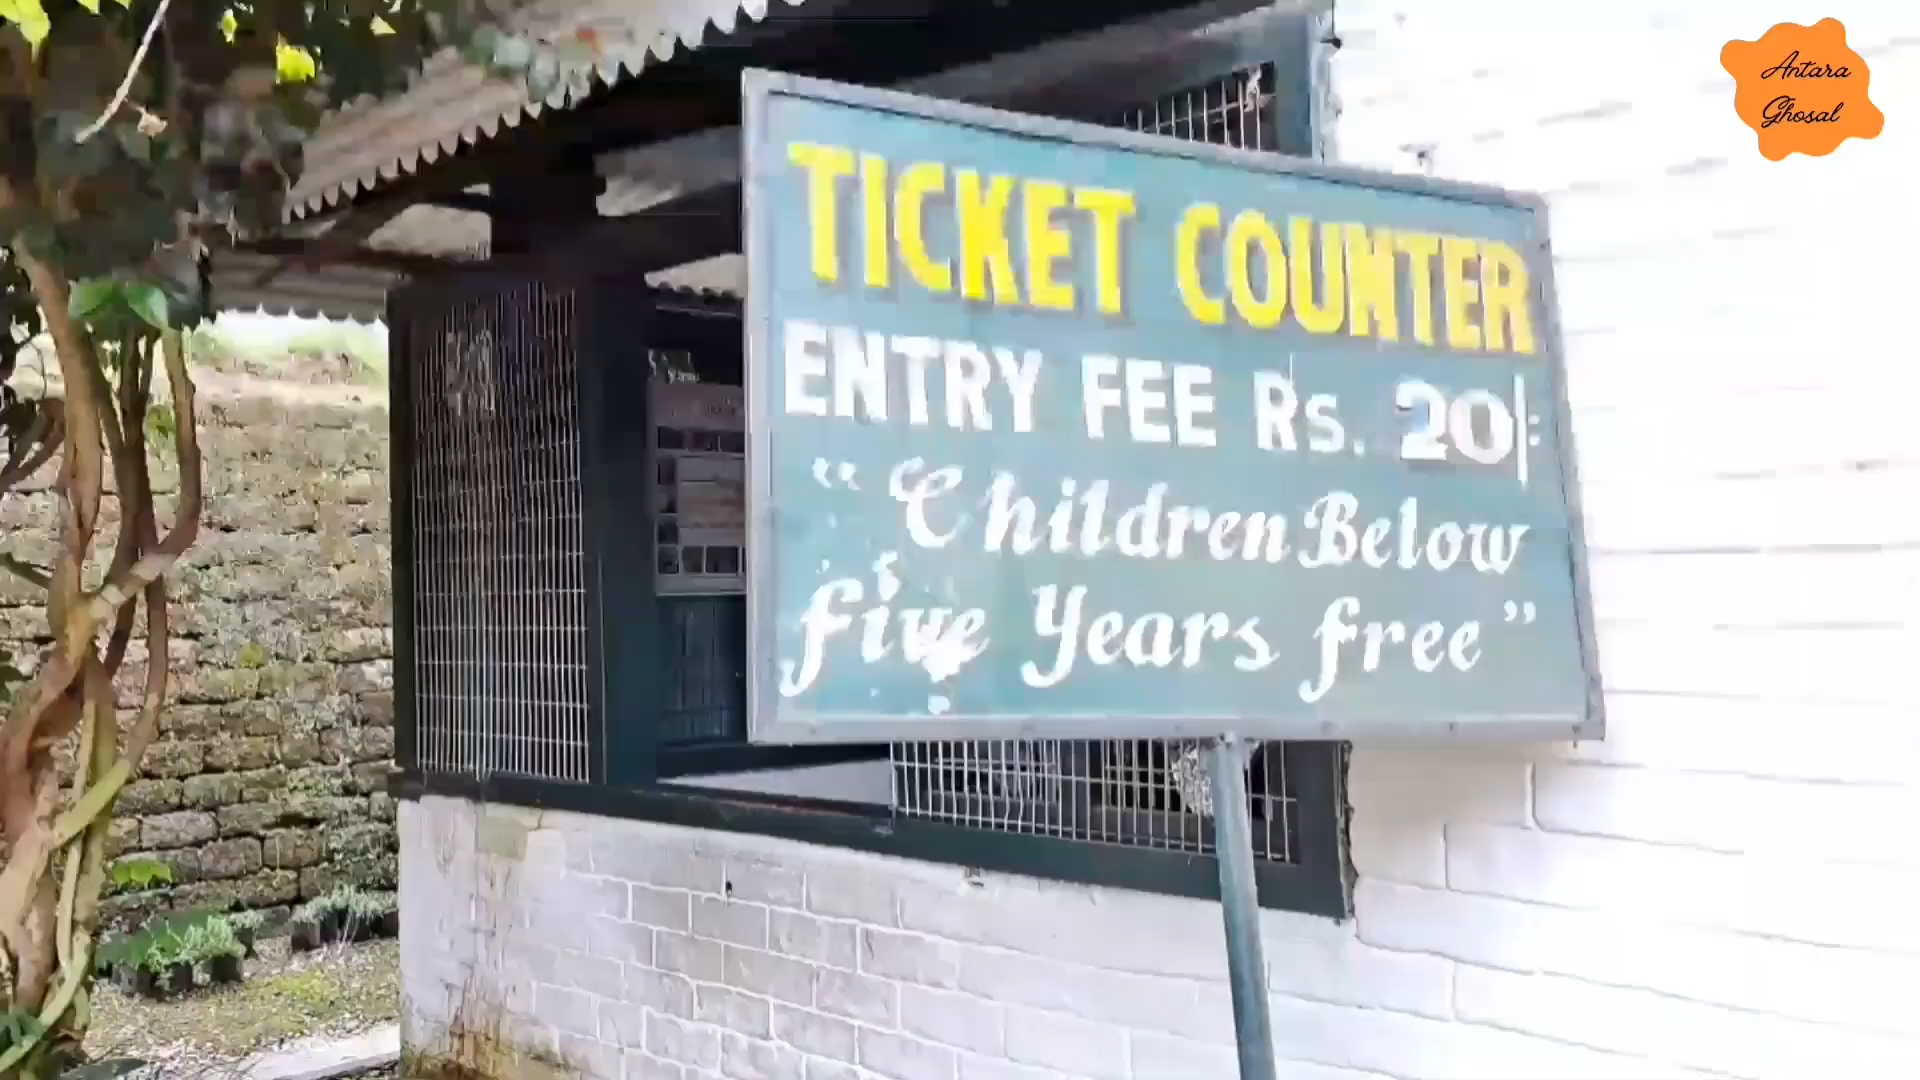 Antara
Ghosal
TICKET COUNTER
ENTRY FEE Rs. 20/-
“Children Below
five Years free”